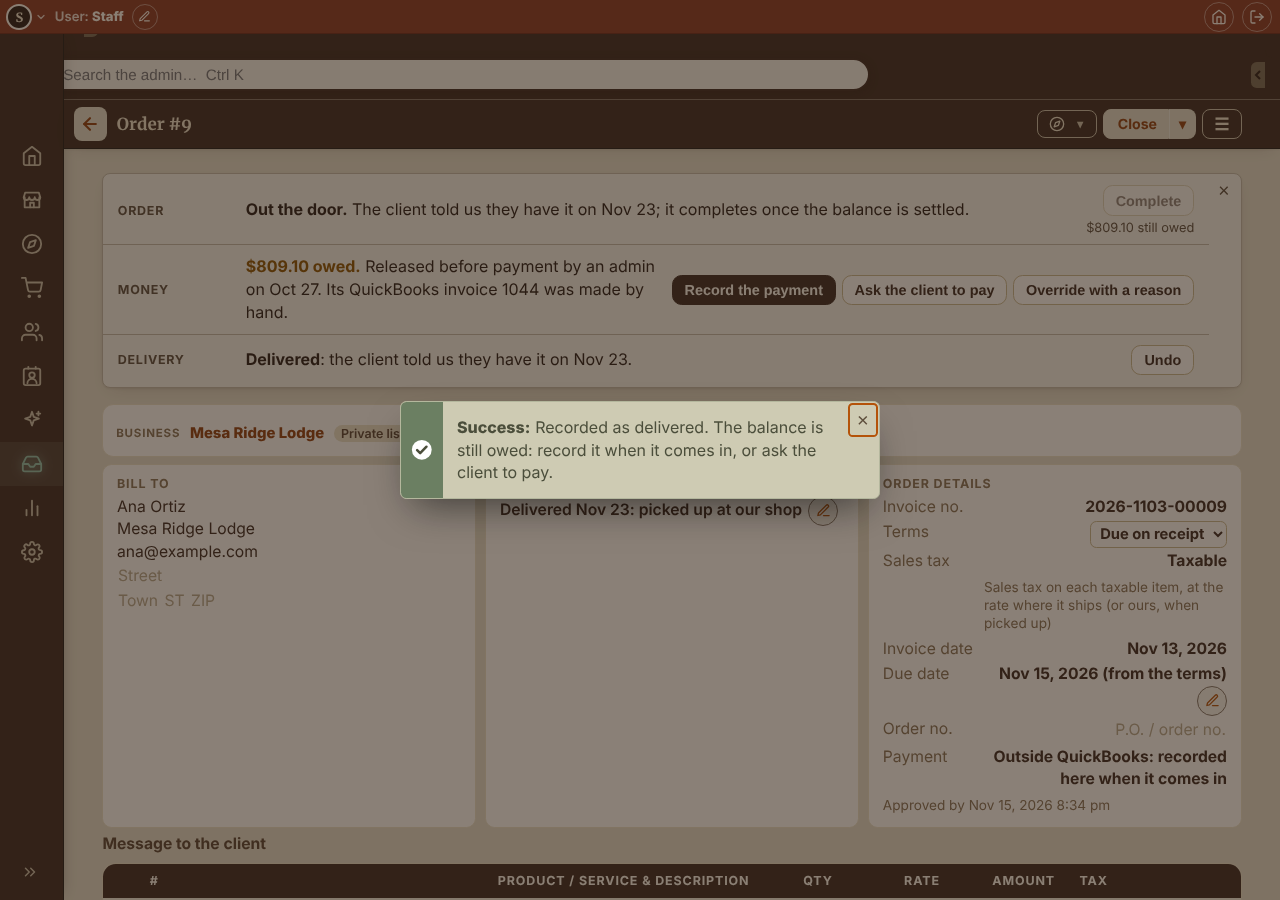 S User: Staff
Search the admin… Ctrl K
Order #9
Close
ORDER Out the door. The client told us they have it on Nov 23; it completes once the balance is settled. Complete
$809.10 still owed
MONEY $809.10 owed. Released before payment by an admin
on Oct 27. Its QuickBooks invoice 1044 was made by
hand.
Record the payment Ask the client to pay Override with a reason
DELIVERY Delivered: the client told us they have it on Nov 23. Undo
Success: Recorded as delivered. The balance is
still owed: record it when it comes in, or ask the
client to pay.
BUSINESS Mesa Ridge Lodge Private lis
BILL TO
Ana Ortiz
Mesa Ridge Lodge
ana@example.com
Street
Town ST ZIP
Delivered Nov 23: picked up at our shop
ORDER DETAILS
Invoice no. 2026-1103-00009
Terms Due on receipt
Sales tax Taxable
Sales tax on each taxable item, at the
rate where it ships (or ours, when
picked up)
Invoice date Nov 13, 2026
Due date Nov 15, 2026 (from the terms)
Order no. P.O. / order no.
Payment Outside QuickBooks: recorded
here when it comes in
Approved by Nov 15, 2026 8:34 pm
Message to the client
# PRODUCT / SERVICE & DESCRIPTION QTY RATE AMOUNT TAX